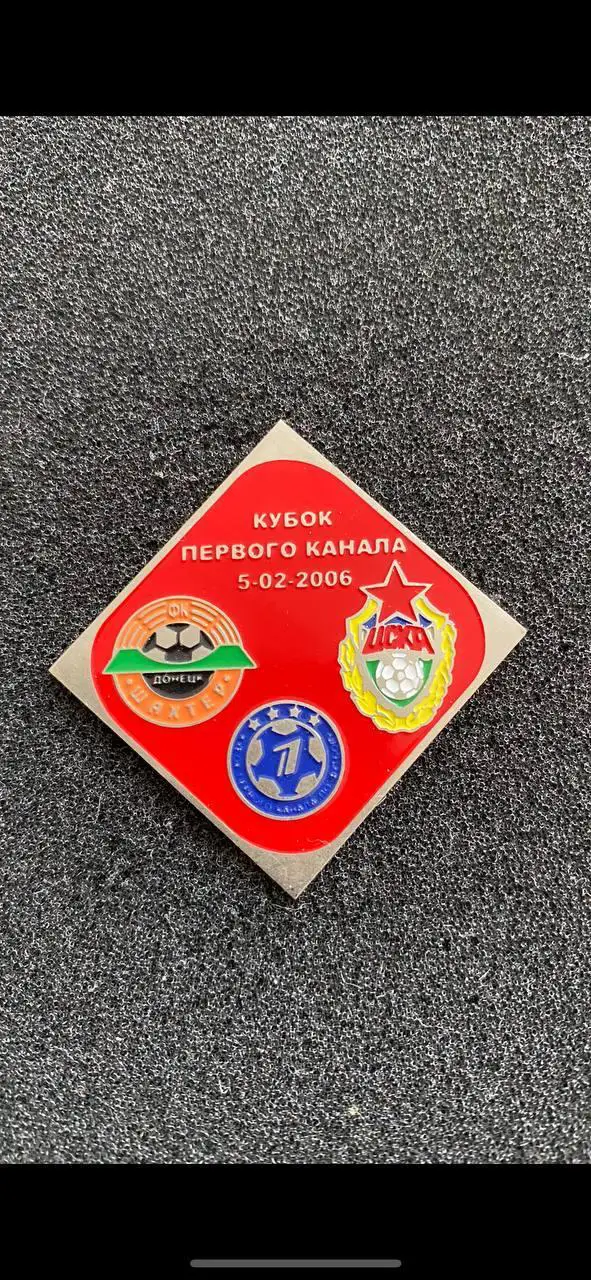 КУБОК
ПЕРВОГО КАНАЛА
5-02-2006
ФК
ДОНЕЦК
ШАХТЕР
ЦСКА